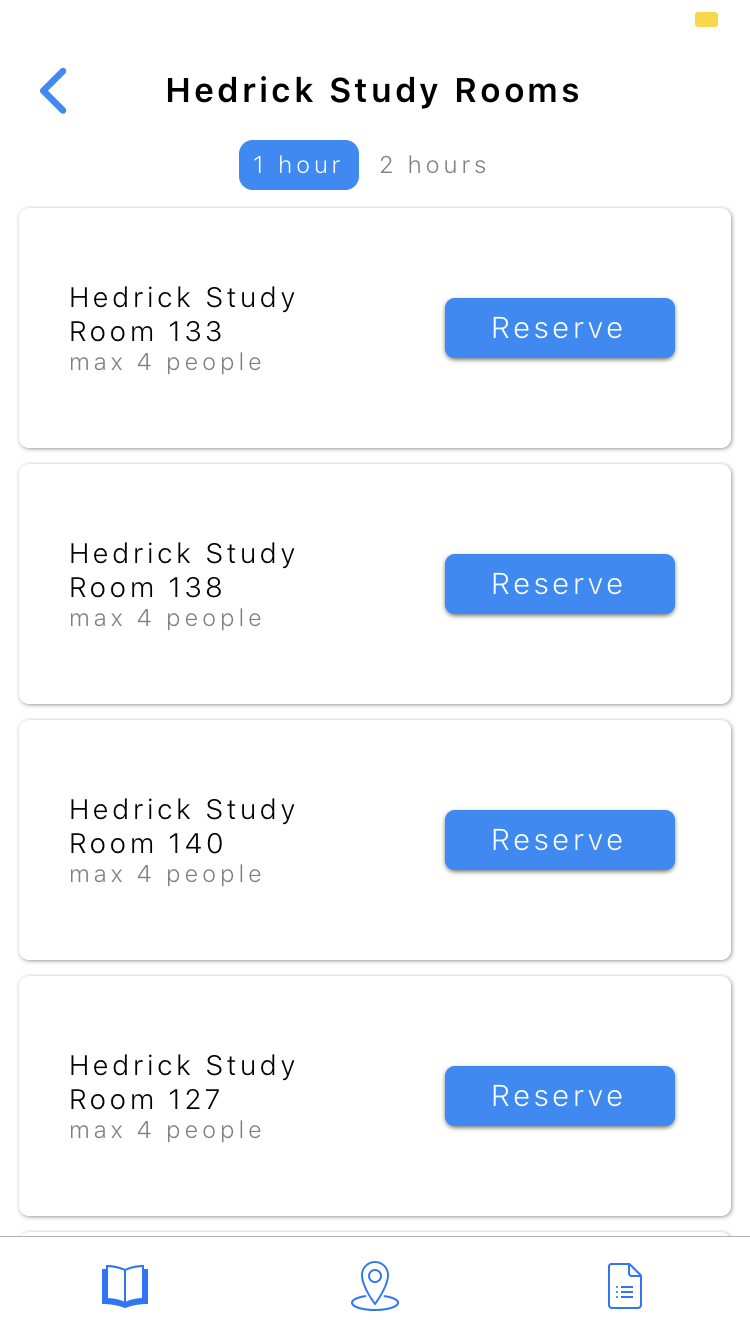 Hedrick Study Rooms
1 hour 2 hours
Hedrick Study
Room 133
max 4 people
Reserve
Hedrick Study
Room 138
max 4 people
Reserve
Hedrick Study
Room 140
max 4 people
Reserve
Hedrick Study
Room 127
max 4 people
Reserve